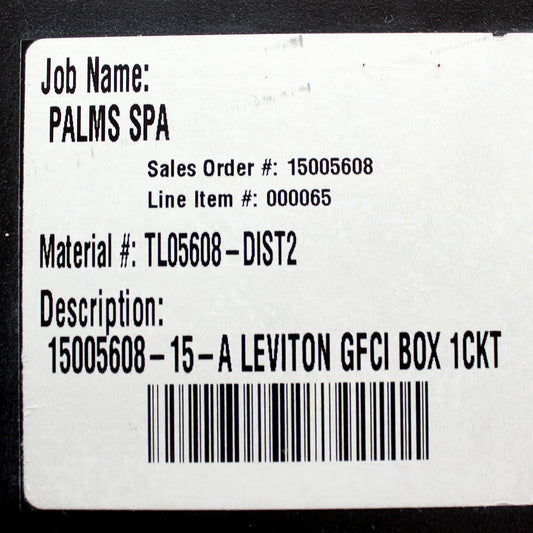 Job Name:
PALMS SPA
Sales Order #: 15005608
Line Item #: 000065
Material #: TL05608-DIST2
Description:
15005608-15-A LEVITON GFCI BOX 1CKT